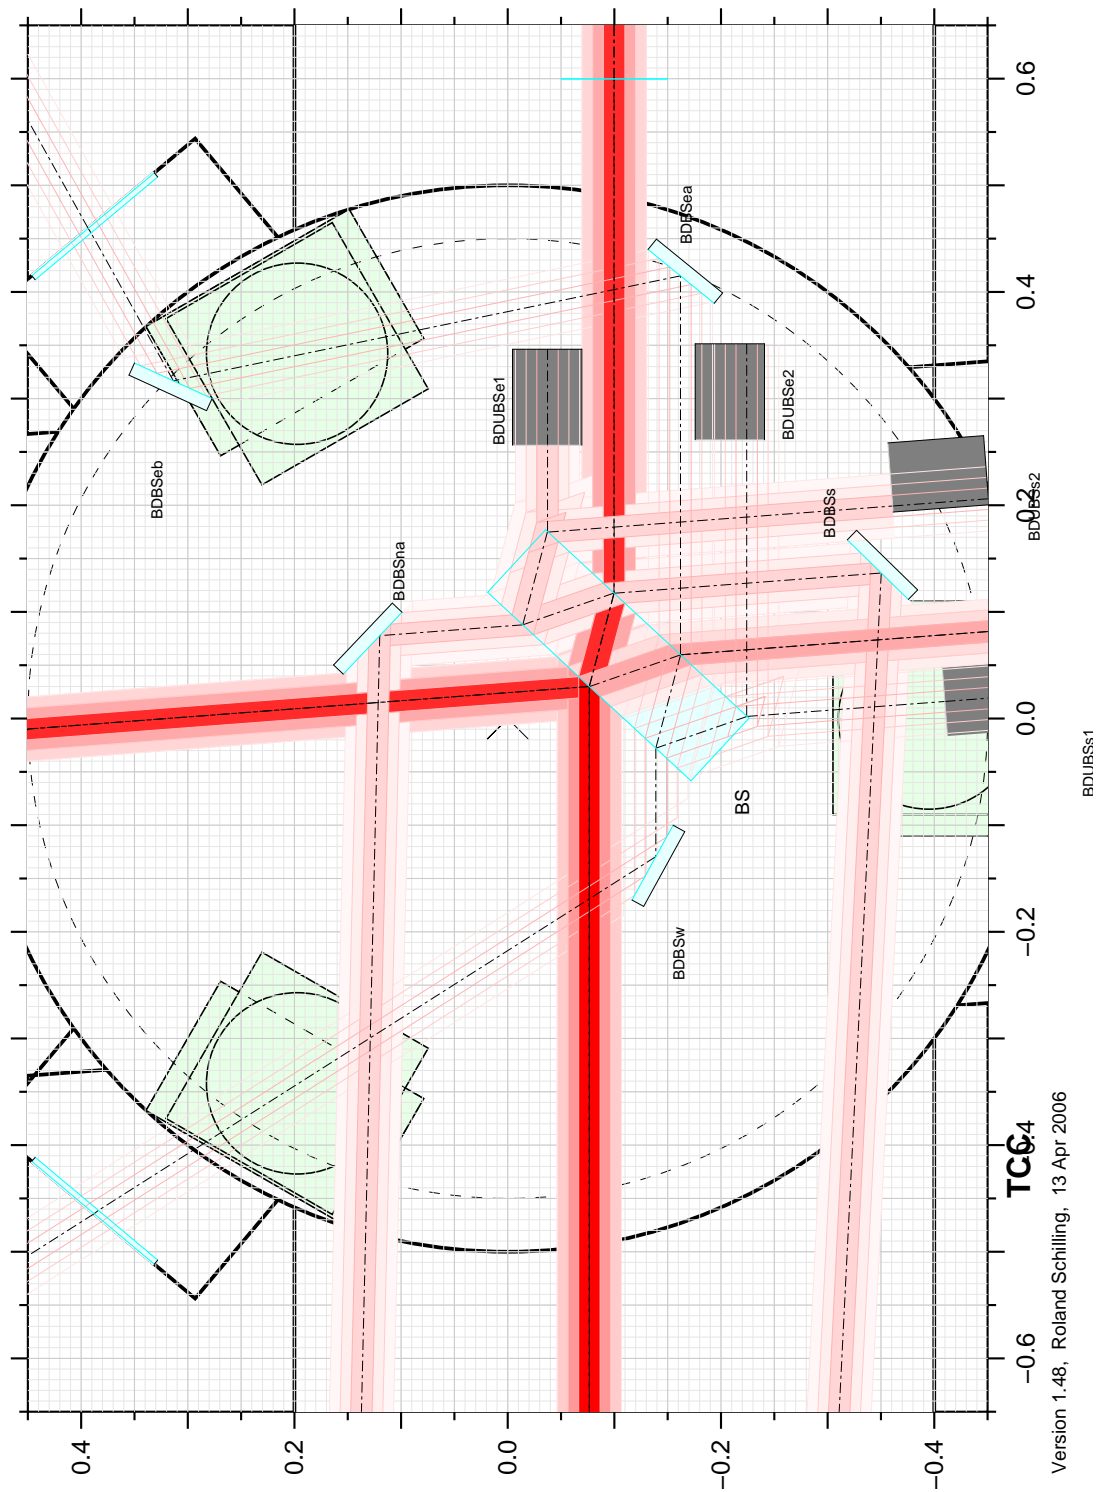 BDBSea
BDBSeb
BDUBSe1
BDUBSe2
BDBSs
BDUBSs2
BDBSna
BS
BDUBSs1
BDBSw
0.6
0.4
0.2
0.0
−0.2
−0.4
−0.6
0.4
0.2
0.0
−0.2
−0.4
TCC
Version 1.48, Roland Schilling, 13 Apr 2006